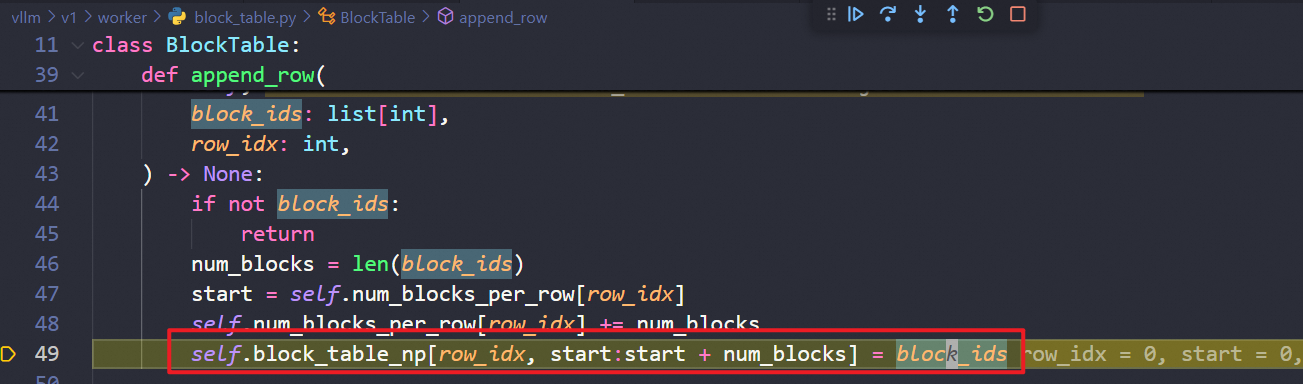 vllm > v1 > worker > block_table.py > BlockTable > append_row
11 class BlockTable:
39 def append_row(
41 block_ids: list[int],
42 row_idx: int,
43 ) -> None:
44 if not block_ids:
45 return
46 num_blocks = len(block_ids)
47 start = self.num_blocks_per_row[row_idx]
48 self.num_blocks_per_row[row_idx] += num_blocks
49 self.block_table_np[row_idx, start:start + num_blocks] = block_ids row_idx = 0, start = 0,
50